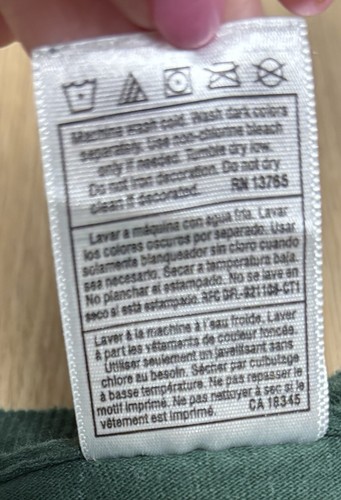 Machine wash cold. Wash dark colors
separately. Use non-chlorine bleach
only if needed. Tumble dry low.
Do not iron decoration. Do not dry
clean if decorated. RN 13765
Lavar a máquina con agua fría. Lavar
los colores oscuros por separado. Usar
solamente blanqueador sin cloro cuando
sea necesario. Secar a temperatura baja.
No planchar el estampado. No se lave en
seco si está estampado.
Laver à la machine à l'eau froide. Laver
à part les vêtements de couleur foncée.
Utiliser seulement un javellisant sans
chlore au besoin. Sécher par culbutage
à basse température. Ne pas repasser le
motif imprimé. Ne pas nettoyer à sec si le
vêtement est imprimé. CA 18345